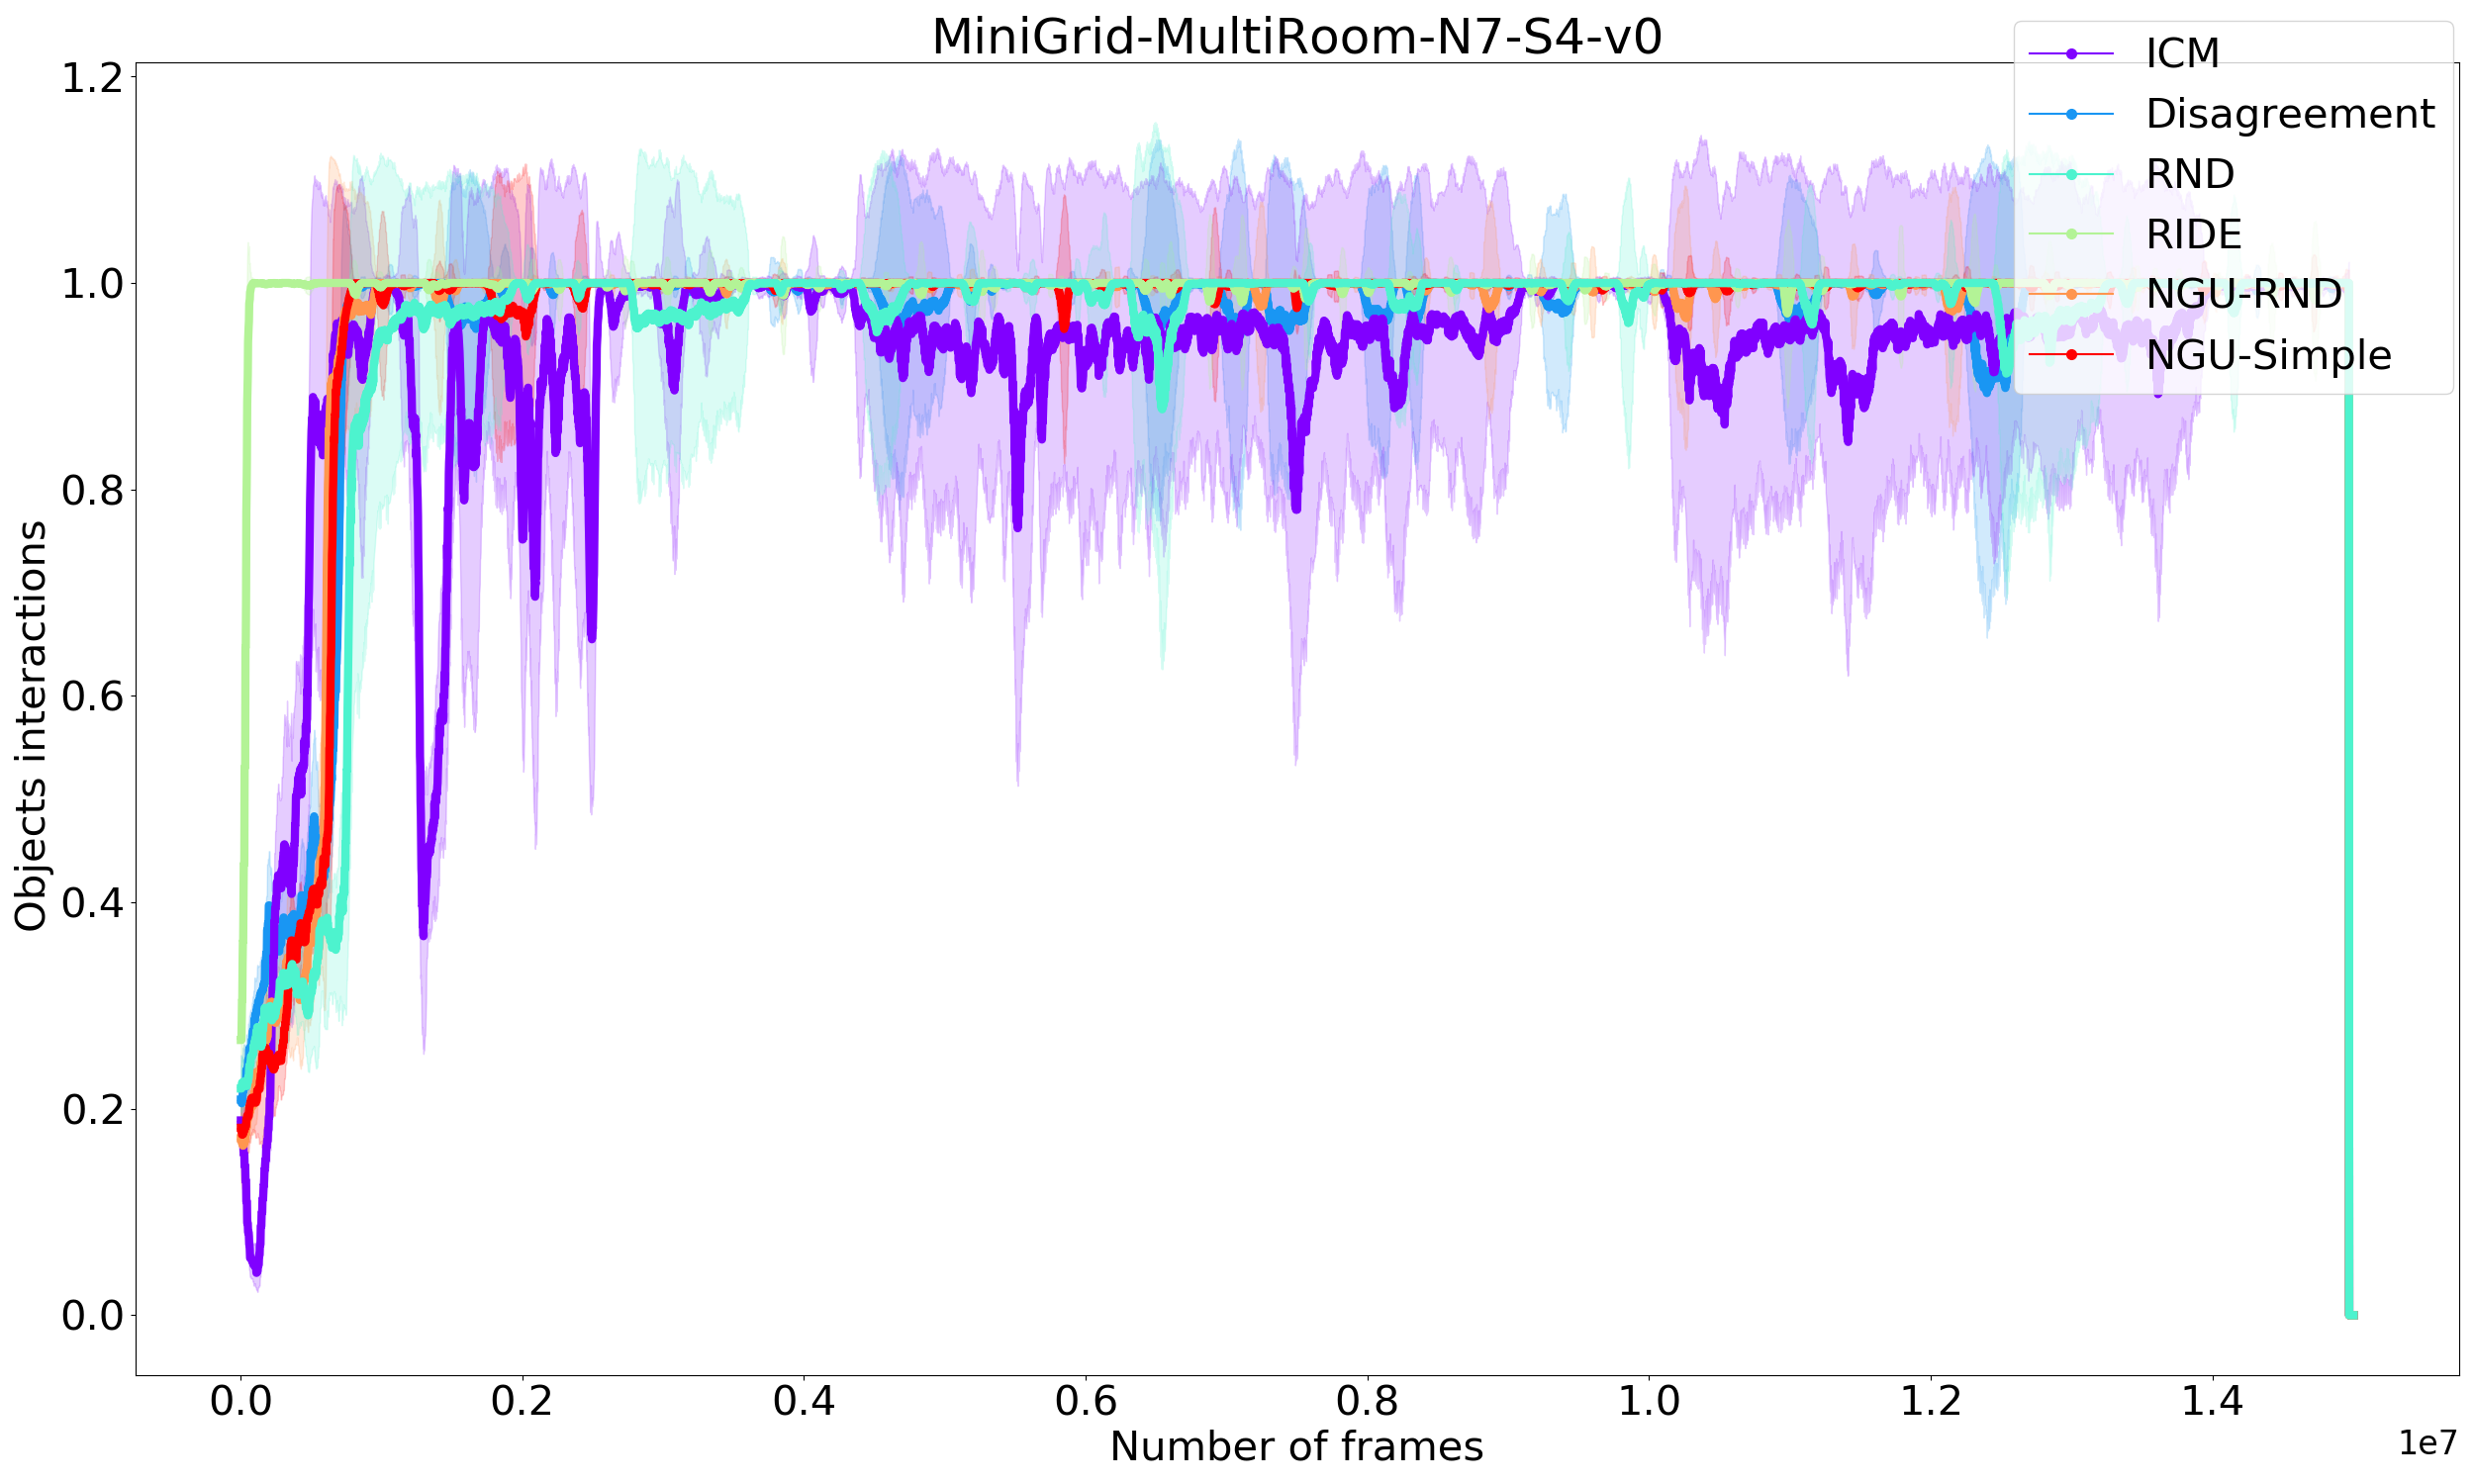 MiniGrid-MultiRoom-N7-S4-v0
ICM
Disagreement
RND
RIDE
NGU-RND
NGU-Simple
Objects interactions
1.2
1.0
0.8
0.6
0.4
0.2
0.0
0.0 0.2 0.4 0.6 0.8 1.0 1.2 1.4
1e7
Number of frames